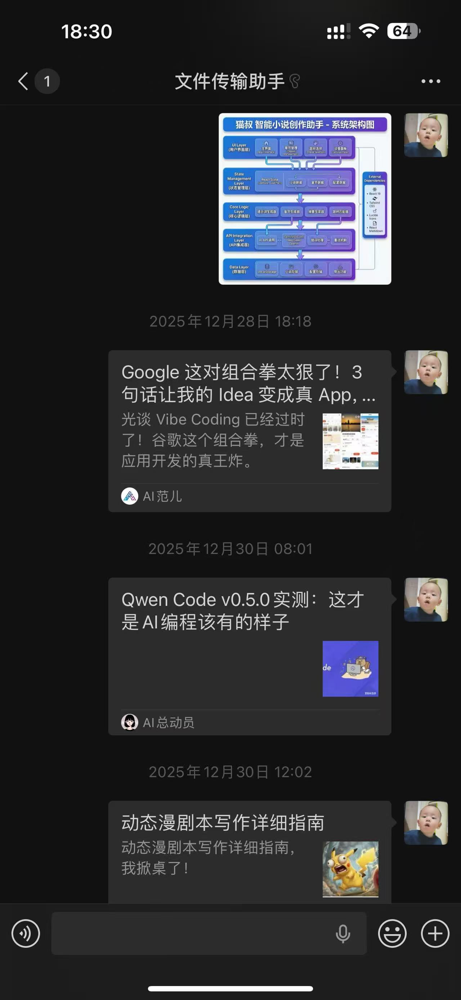 18:30
64
1
文件传输助手
猫叔 智能小说创作助手 - 系统架构图
UI Layer
(用户界面层)
主界面
(Main Interface)
章节管理
(Chapter
Management)
题材选择
设置面板
(Settings Panel)
State
Management
Layer
(状态管理层)
React State
小说数据
章节数据
配置数据
External
Dependencies
• React 19
• Tailwind
CSS
• Lucide
Icons
• React
Markdown
Core Logic
Layer
(核心逻辑层)
提示词生成器
章节生成器
摘要生成器
题材匹配器
API Integration
Layer
(API集成层)
AI API 调用
Gemini/Claude/
DeepSeek/
OpenAI
错误处理
重试机制
Data Layer
(数据层)
LocalStorage
小说存储
配置存储
导出功能
2025年12月28日 18:18
Google 这对组合拳太狠了！3
句话让我的 Idea 变成真 App, ...
光谈 Vibe Coding 已经过时
了！谷歌这个组合拳，才是
应用开发的真王炸。
AI范儿
2025年12月30日 08:01
Qwen Code v0.5.0实测：这才
是AI编程该有的样子
de
AI总动员
2025年12月30日 12:02
动态漫剧本写作详细指南
动态漫剧本写作详细指南，
我掀桌了！